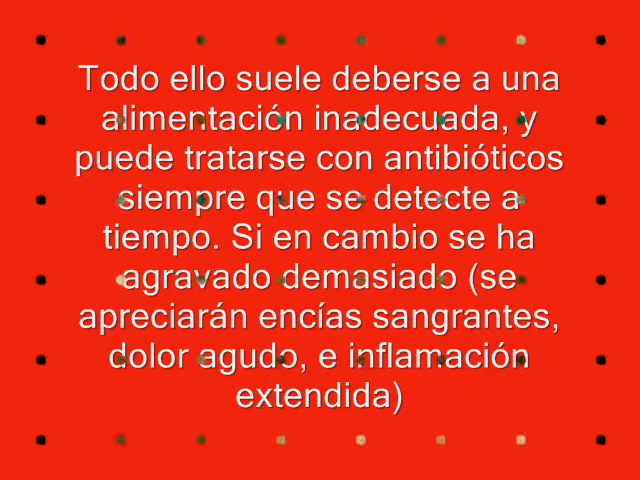 Todo ello suele deberse a una
alimentación inadecuada, y
puede tratarse con antibióticos
siempre que se detecte a
tiempo. Si en cambio se ha
agravado demasiado (se
apreciarán encías sangrantes,
dolor agudo, e inflamación
extendida)